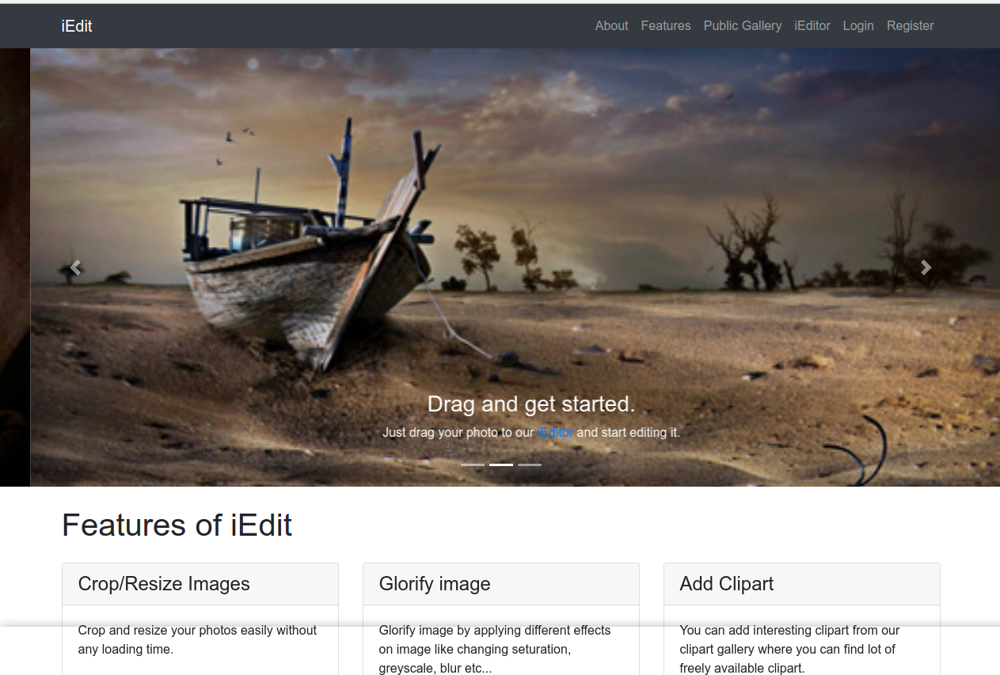 iEdit
About Features Public Gallery iEditor Login Register
Drag and get started.
Just drag your photo to our iEditor and start editing it.
Features of iEdit
Crop/Resize Images
Crop and resize your photos easily without
any loading time.
Glorify image
Glorify image by applying different effects
on image like changing seturation,
greyscale, blur etc...
Add Clipart
You can add interesting clipart from our
clipart gallery where you can find lot of
freely available clipart.